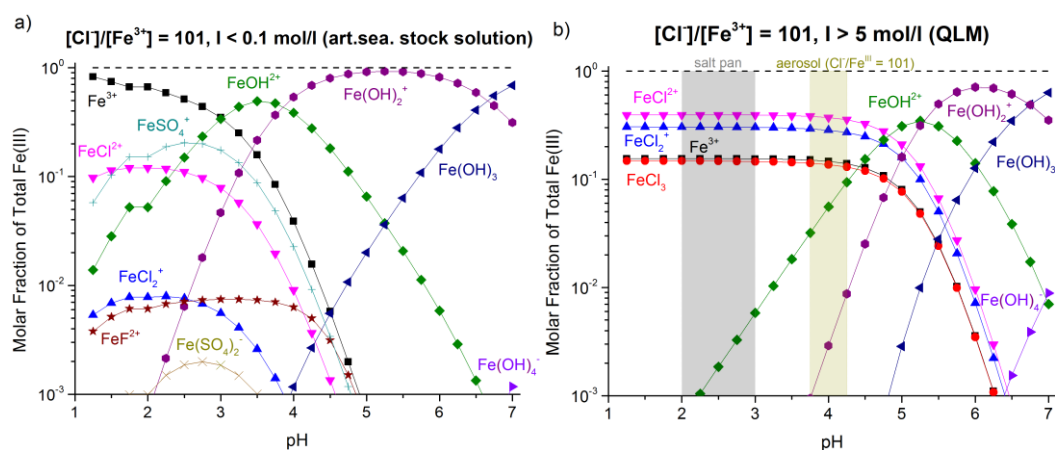 a)
[Cl⁻]/[Fe³⁺] = 101, I < 0.1 mol/l (art.sea. stock solution)
Molar Fraction of Total Fe(III)
10⁰
10⁻¹
10⁻²
10⁻³
Fe³⁺
FeSO₄⁺
FeCl²⁺
FeCl₂⁺
FeF²⁺
Fe(SO₄)₂⁻
FeOH²⁺
Fe(OH)₂⁺
Fe(OH)₃
Fe(OH)₄⁻
1 2 3 4 5 6 7
pH
b)
[Cl⁻]/[Fe³⁺] = 101, I > 5 mol/l (QLM)
Molar Fraction of Total Fe(III)
10⁰
10⁻¹
10⁻²
10⁻³
salt pan
aerosol (Cl⁻/Feᴵᴵᴵ = 101)
FeCl²⁺
FeCl₂⁺
Fe³⁺
FeCl₃
FeOH²⁺
Fe(OH)₂⁺
Fe(OH)₃
Fe(OH)₄⁻
1 2 3 4 5 6 7
pH